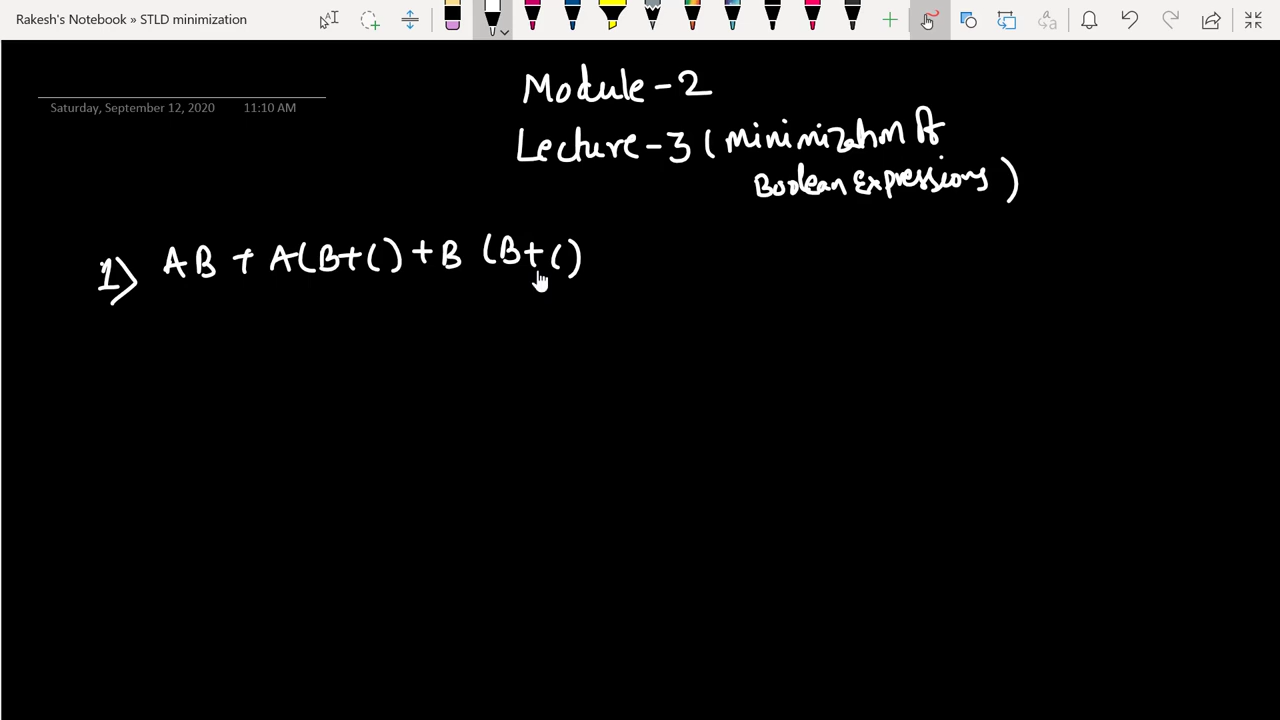 Rakesh's Notebook » STLD minimization
Saturday, September 12, 2020 11:10 AM
Module - 2
Lecture - 3 ( Minimization of
Boolean Expressions )
1) AB + A(B+C) + B (B+C)